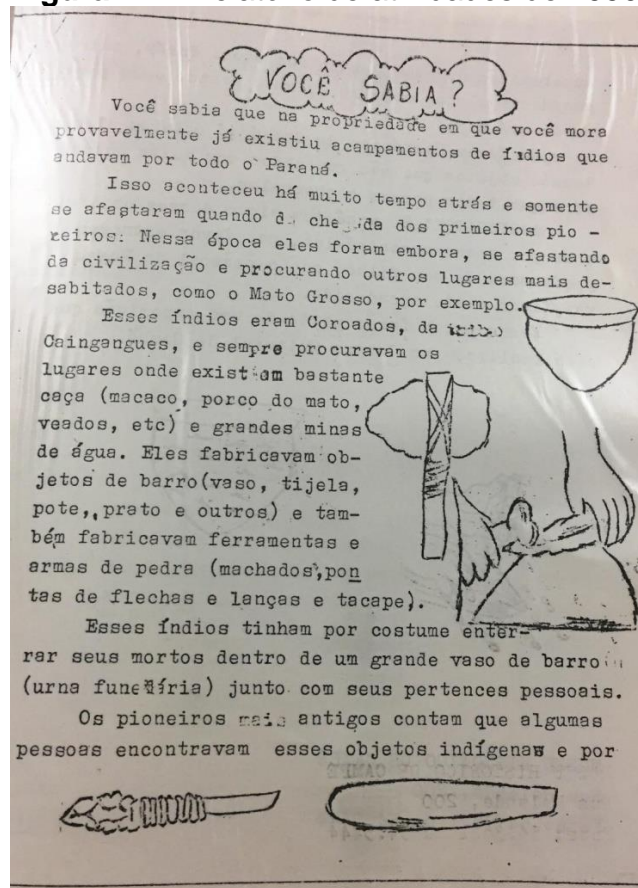 VOCÊ SABIA?
Você sabia que na propriedade em que você mora
provavelmente já existiu acampamentos de índios que
andavam por todo o Paraná.
Isso aconteceu há muito tempo atrás e somente
se afastaram quando da dos primeiros pio -
neiros. Nessa época eles foram embora, se afastando
da civilização e procurando outros lugares mais de-
sabitados, como o Mato Grosso, por exemplo.
Esses índios eram Coroados, da
Caingangues, e sempre procuravam os
lugares onde existiam bastante
caça (macaco, porco do mato,
veados, etc) e grandes minas
de água. Eles fabricavam ob-
jetos de barro(vaso, tijela,
pote, prato e outros) e tam-
bém fabricavam ferramentas e
armas de pedra (machados,pon
tas de flechas e lanças e tacape).
Esses índios tinham por costume enter-
rar seus mortos dentro de um grande vaso de barro
(urna funerária) junto com seus pertences pessoais.
Os pioneiros mais antigos contam que algumas
pessoas encontravam esses objetos indígenas e por